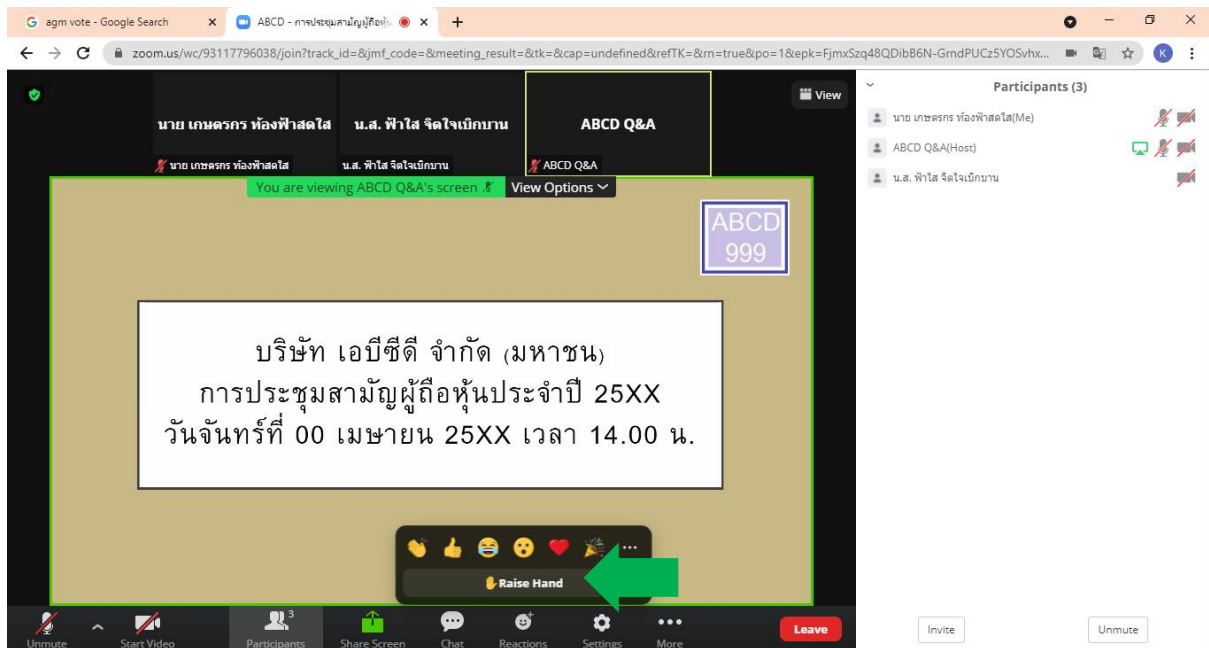 agm vote - Google Search
ABCD - การประชุมสามัญผู้ถือหุ้
zoom.us/wc/93117796038/join?track_id=&jmf_code=&meeting_result=&tk=&cap=undefined&refTK=&rn=true&po=1&epk=FjmxSzq48QDibB6N-GrndPUCz5YOSvhx...
K
นาย เกษตรกร ท้องฟ้าสดใส
น.ส. ฟ้าใส จิตใจเบิกบาน
ABCD Q&A
View
นาย เกษตรกร ท้องฟ้าสดใส
น.ส. ฟ้าใส จิตใจเบิกบาน
ABCD Q&A
You are viewing ABCD Q&A's screen
View Options
ABCD
999
บริษัท เอบีซีดี จำกัด (มหาชน)
การประชุมสามัญผู้ถือหุ้นประจำปี 25XX
วันจันทร์ที่ 00 เมษายน 25XX เวลา 14.00 น.
Raise Hand
Unmute
Start Video
3
Participants
Share Screen
Chat
Reactions
Settings
More
Leave
Participants (3)
นาย เกษตรกร ท้องฟ้าสดใส(Me)
ABCD Q&A(Host)
น.ส. ฟ้าใส จิตใจเบิกบาน
Invite
Unmute